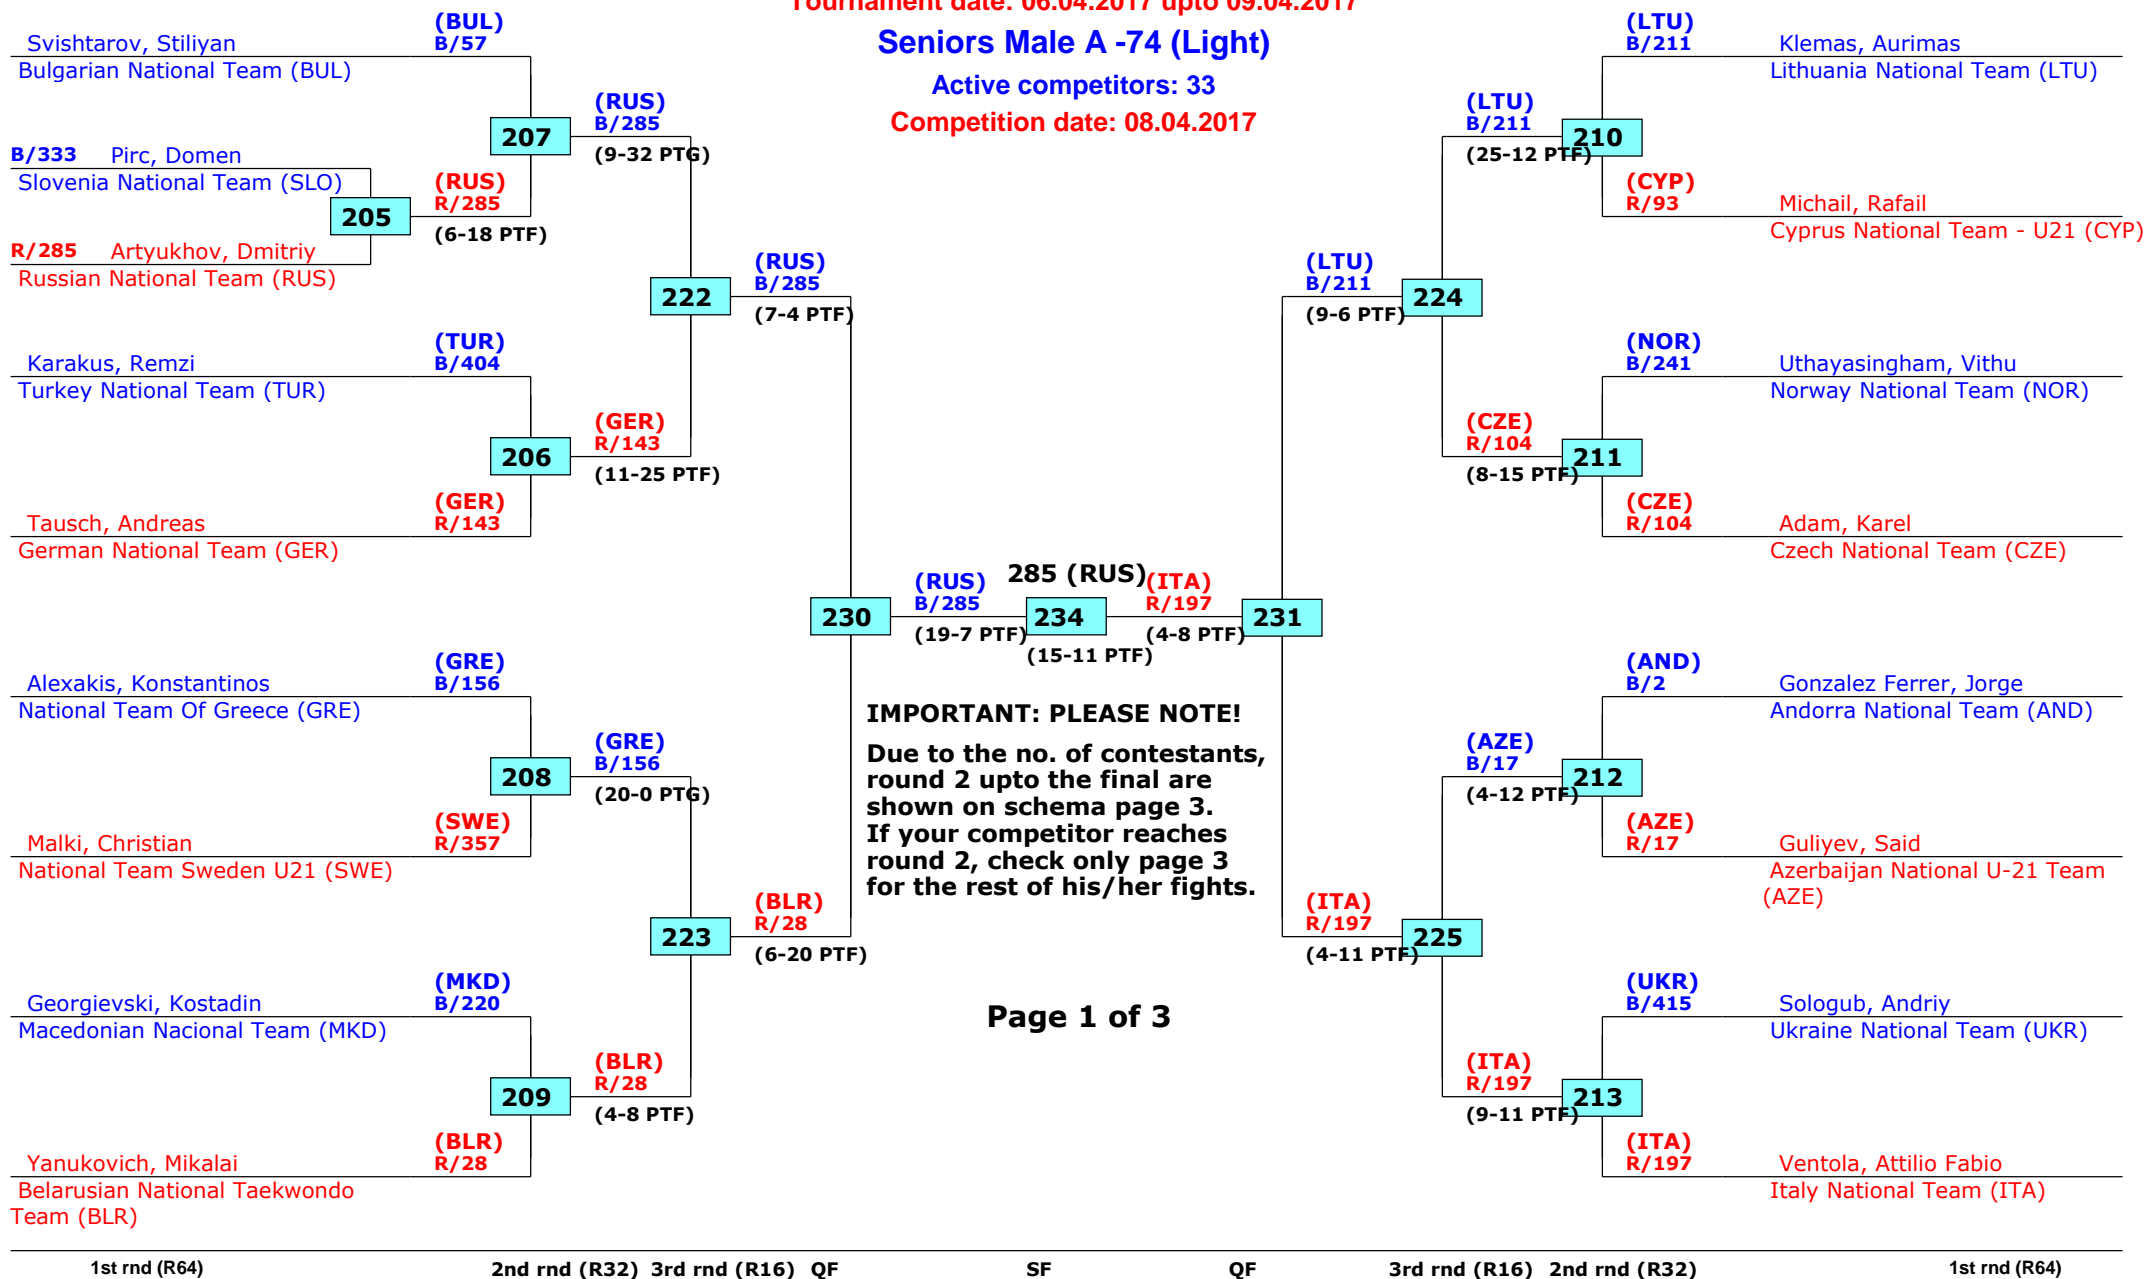 Tournament date: 06.04.2017 upto 09.04.2017
Seniors Male A -74 (Light)
Active competitors: 33
Competition date: 08.04.2017
Svishtarov, Stiliyan
Bulgarian National Team (BUL)
(BUL)
B/57
B/333 Pirc, Domen
Slovenia National Team (SLO)
205
R/285 Artyukhov, Dmitriy
Russian National Team (RUS)
(RUS)
R/285
(6-18 PTF)
207
(RUS)
B/285
(9-32 PTG)
Karakus, Remzi
Turkey National Team (TUR)
(TUR)
B/404
206
Tausch, Andreas
German National Team (GER)
(GER)
R/143
(GER)
R/143
(11-25 PTF)
222
(RUS)
B/285
(7-4 PTF)
Alexakis, Konstantinos
National Team Of Greece (GRE)
(GRE)
B/156
208
Malki, Christian
National Team Sweden U21 (SWE)
(SWE)
R/357
(GRE)
B/156
(20-0 PTG)
Georgievski, Kostadin
Macedonian Nacional Team (MKD)
(MKD)
B/220
209
Yanukovich, Mikalai
Belarusian National Taekwondo
Team (BLR)
(BLR)
R/28
(BLR)
R/28
(4-8 PTF)
223
(BLR)
R/28
(6-20 PTF)
230
(RUS)
B/285
(19-7 PTF)
285 (RUS)
234
(15-11 PTF)
(ITA)
R/197
(4-8 PTF)
231
IMPORTANT: PLEASE NOTE!
Due to the no. of contestants,
round 2 upto the final are
shown on schema page 3.
If your competitor reaches
round 2, check only page 3
for the rest of his/her fights.
Page 1 of 3
(LTU)
B/211
(9-6 PTF)
224
(LTU)
B/211
(25-12 PTF)
210
(LTU)
B/211
Klemas, Aurimas
Lithuania National Team (LTU)
(CYP)
R/93
Michail, Rafail
Cyprus National Team - U21 (CYP)
(CZE)
R/104
(8-15 PTF)
211
(NOR)
B/241
Uthayasingham, Vithu
Norway National Team (NOR)
(CZE)
R/104
Adam, Karel
Czech National Team (CZE)
(ITA)
R/197
(4-11 PTF)
225
(AZE)
B/17
(4-12 PTF)
212
(AND)
B/2
Gonzalez Ferrer, Jorge
Andorra National Team (AND)
(AZE)
R/17
Guliyev, Said
Azerbaijan National U-21 Team
(AZE)
(ITA)
R/197
(9-11 PTF)
213
(UKR)
B/415
Sologub, Andriy
Ukraine National Team (UKR)
(ITA)
R/197
Ventola, Attilio Fabio
Italy National Team (ITA)
1st rnd (R64) 2nd rnd (R32) 3rd rnd (R16) QF SF QF 3rd rnd (R16) 2nd rnd (R32) 1st rnd (R64)